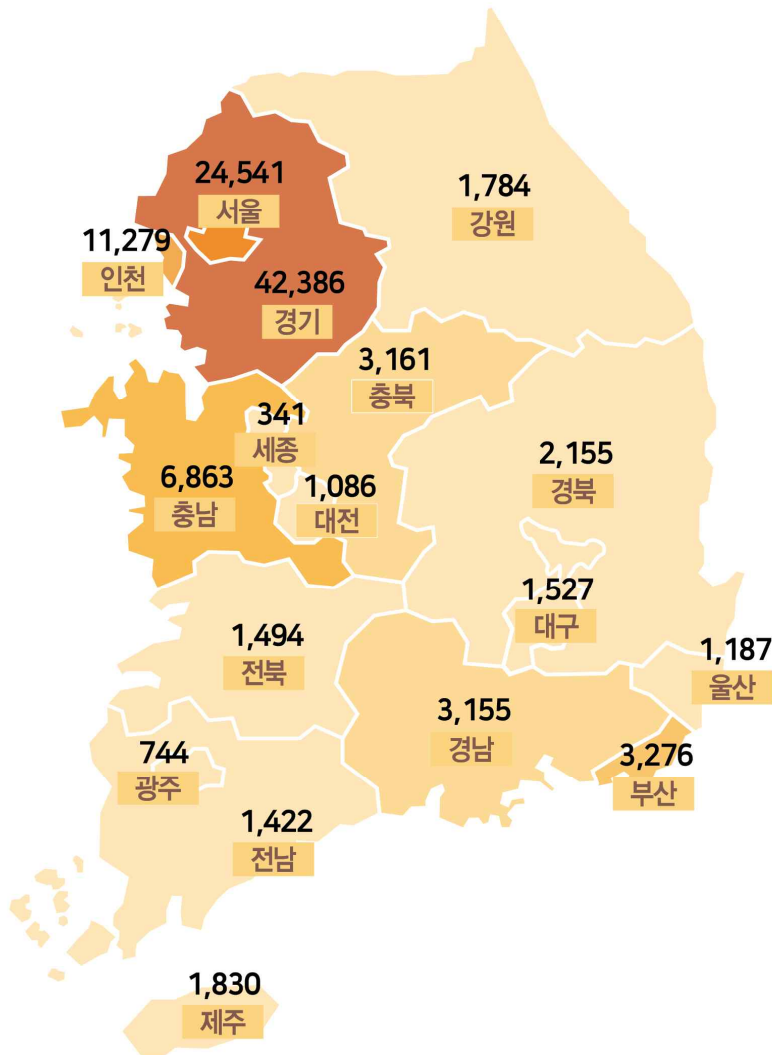 24,541
서울
1,784
강원
11,279
인천
42,386
경기
3,161
충북
341
세종
2,155
경북
6,863
충남
1,086
대전
1,527
대구
1,494
전북
1,187
울산
3,155
경남
744
광주
3,276
부산
1,422
전남
1,830
제주